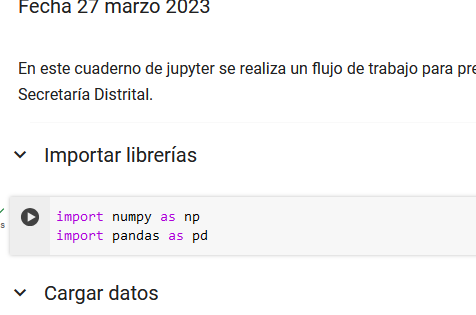 Fecha 27 marzo 2023
En este cuaderno de jupyter se realiza un flujo de trabajo para
Secretaría Distrital.
Importar librerías
import numpy as np
import pandas as pd
Cargar datos